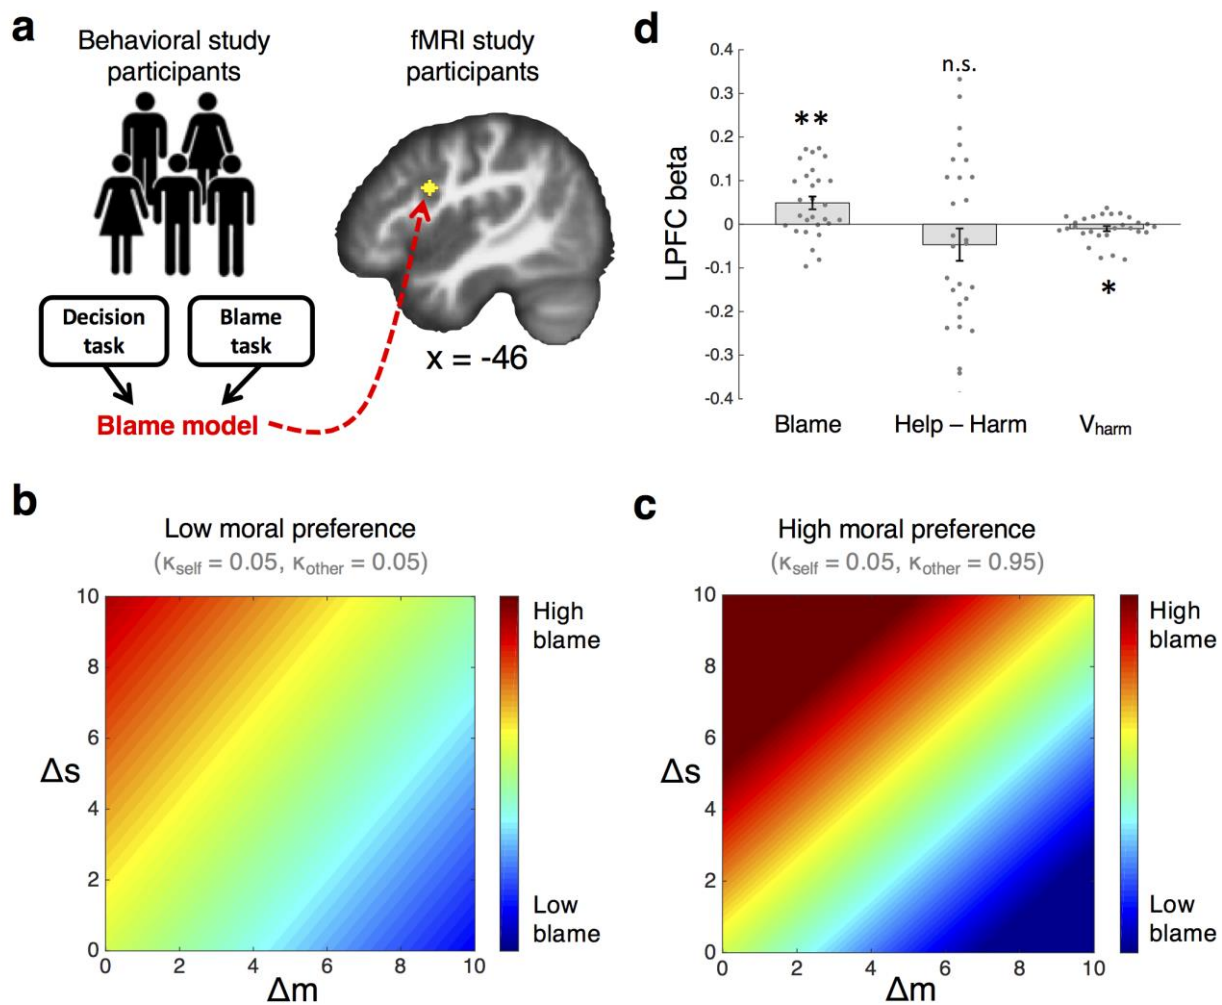 a
Behavioral study
participants
fMRI study
participants
Decision
task
Blame
task
Blame model
x = -46
d
LPFC beta
0.4
0.3
0.2
0.1
0
-0.1
-0.2
-0.3
-0.4
**
n.s.
*
Blame
Help – Harm
Vharm
b
Low moral preference
(κself = 0.05, κother = 0.05)
Δs
10
8
6
4
2
0
0 2 4 6 8 10
Δm
High
blame
Low
blame
c
High moral preference
(κself = 0.05, κother = 0.95)
Δs
10
8
6
4
2
0
0 2 4 6 8 10
Δm
High
blame
Low
blame